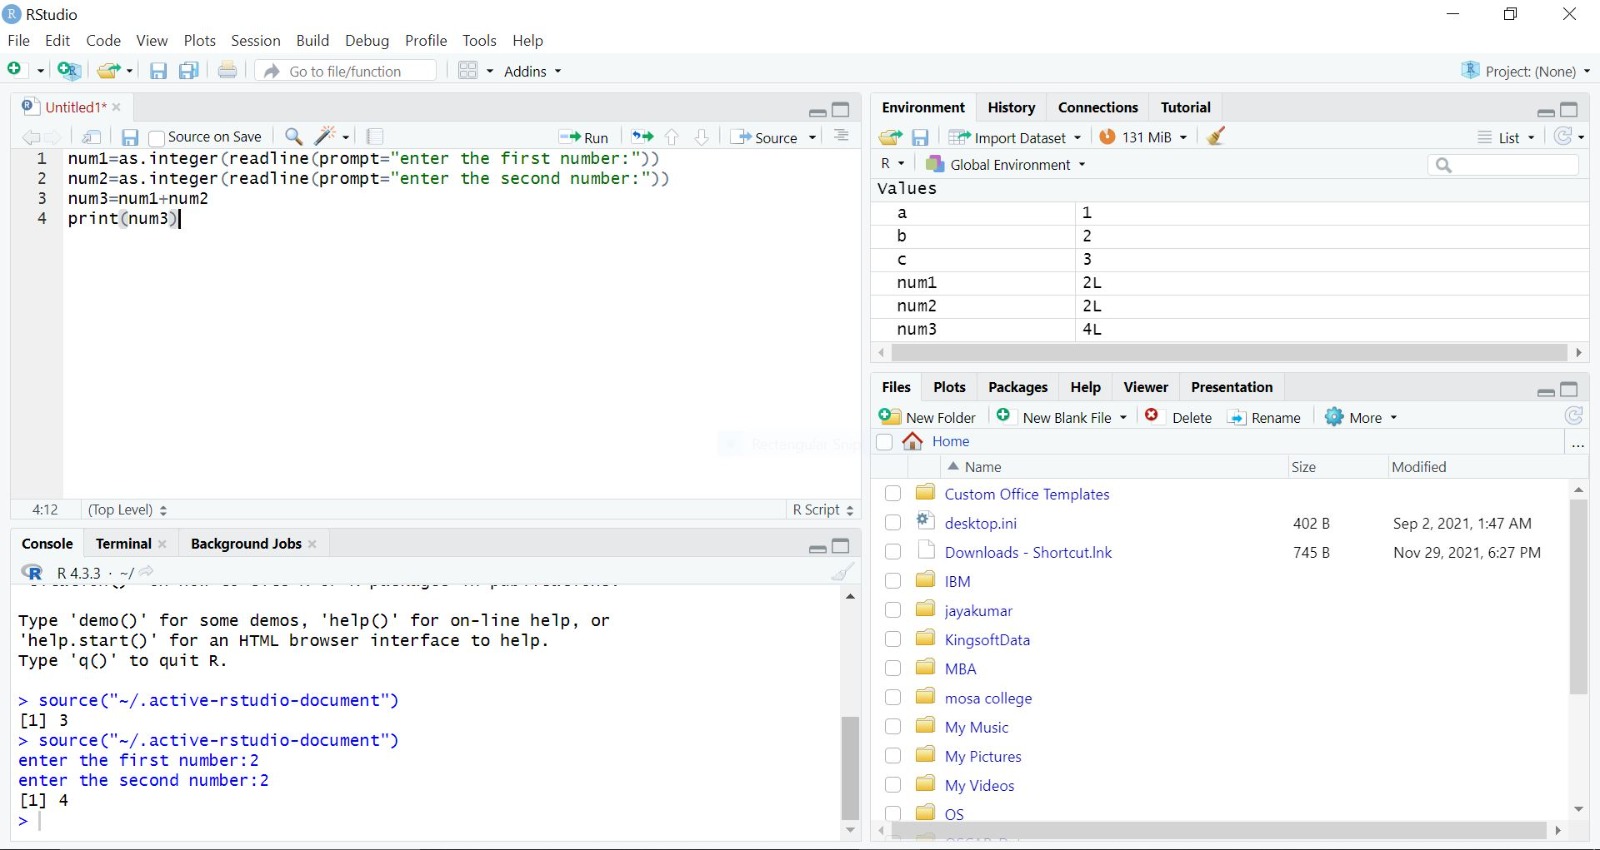 RStudio
File Edit Code View Plots Session Build Debug Profile Tools Help
Go to file/function Addins Project: (None)
Untitled1*
Source on Save Run Source
1 num1=as.integer(readline(prompt="enter the first number:"))
2 num2=as.integer(readline(prompt="enter the second number:"))
3 num3=num1+num2
4 print(num3)
4:12 (Top Level) R Script
Console Terminal Background Jobs
R 4.3.3 · ~/
Type 'demo()' for some demos, 'help()' for on-line help, or
'help.start()' for an HTML browser interface to help.
Type 'q()' to quit R.
> source("~/.active-rstudio-document")
[1] 3
> source("~/.active-rstudio-document")
enter the first number:2
enter the second number:2
[1] 4
>
Environment History Connections Tutorial
Import Dataset 131 MiB List
R Global Environment
Values
a 1
b 2
c 3
num1 2L
num2 2L
num3 4L
Files Plots Packages Help Viewer Presentation
New Folder New Blank File Delete Rename More
Home ...
Name Size Modified
Custom Office Templates
desktop.ini 402 B Sep 2, 2021, 1:47 AM
Downloads - Shortcut.lnk 745 B Nov 29, 2021, 6:27 PM
IBM
jayakumar
KingsoftData
MBA
mosa college
My Music
My Pictures
My Videos
OS